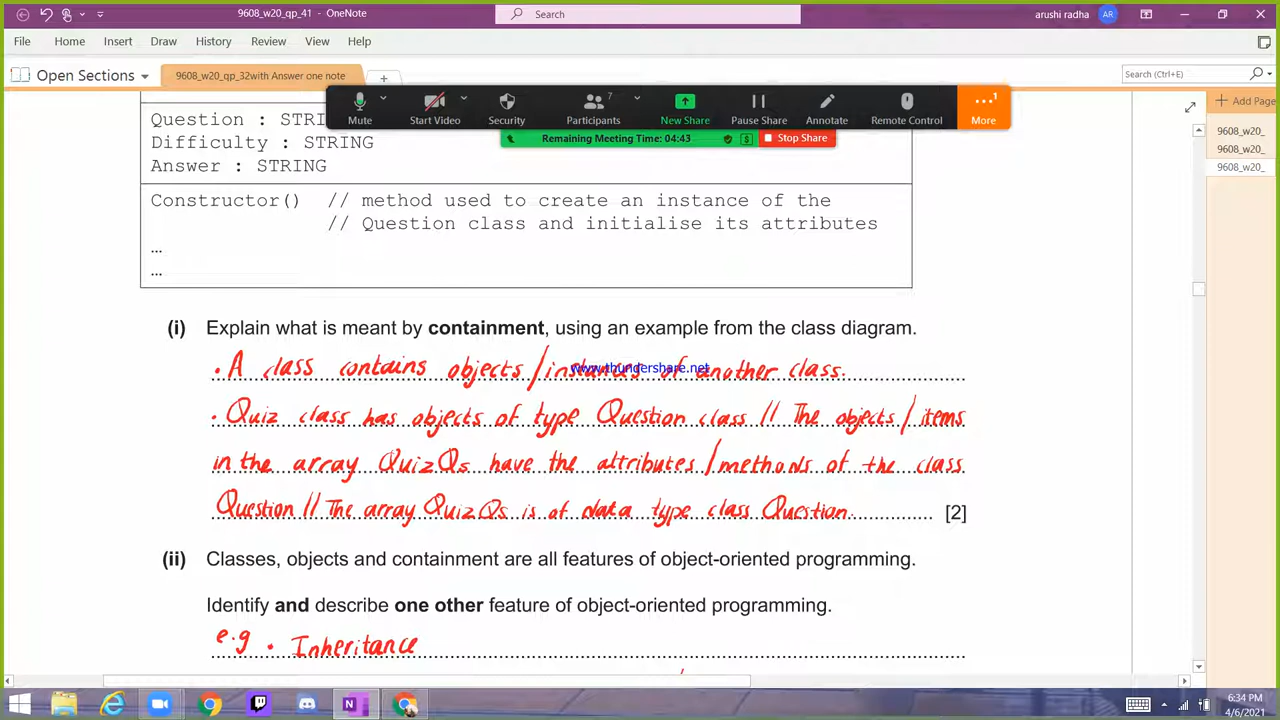 9608_w20_qp_41 - OneNote
Search
arushi radha
AR
File
Home
Insert
Draw
History
Review
View
Help
Open Sections
9608_w20_qp_32with Answer one note
+
Search (Ctrl+E)
Mute
Start Video
Security
7
Participants
New Share
Pause Share
Annotate
Remote Control
1
More
Remaining Meeting Time: 04:43
Stop Share
Add Page
9608_w20_
9608_w20_
9608_w20_
Question : STRI
Difficulty : STRING
Answer : STRING
Constructor() // method used to create an instance of the
// Question class and initialise its attributes
…
…
(i) Explain what is meant by containment, using an example from the class diagram.
• A class contains objects / instances of another class.
www.thundershare.net
• Quiz class has objects of type Question class // The objects / items
in the array QuizQs have the attributes / methods of the class
Question // The array QuizQs is of data type class Question. [2]
(ii) Classes, objects and containment are all features of object-oriented programming.
Identify and describe one other feature of object-oriented programming.
e.g • Inheritance
6:34 PM
4/6/2021